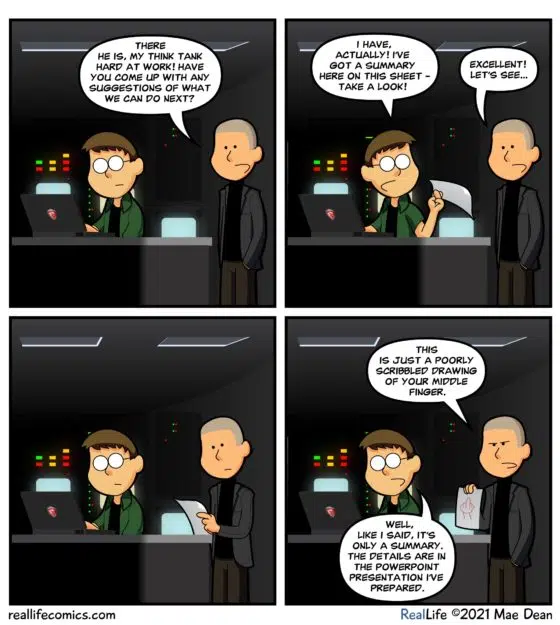 THERE
HE IS, MY THINK TANK
HARD AT WORK! HAVE
YOU COME UP WITH ANY
SUGGESTIONS OF WHAT
WE CAN DO NEXT?
I HAVE,
ACTUALLY! I'VE
GOT A SUMMARY
HERE ON THIS SHEET -
TAKE A LOOK!
EXCELLENT!
LET'S SEE...
THIS
IS JUST A POORLY
SCRIBBLED DRAWING
OF YOUR MIDDLE
FINGER.
WELL,
LIKE I SAID, IT'S
ONLY A SUMMARY.
THE DETAILS ARE IN
THE POWERPOINT
PRESENTATION I'VE
PREPARED.
reallifecomics.com
RealLife ©2021 Mae Dean